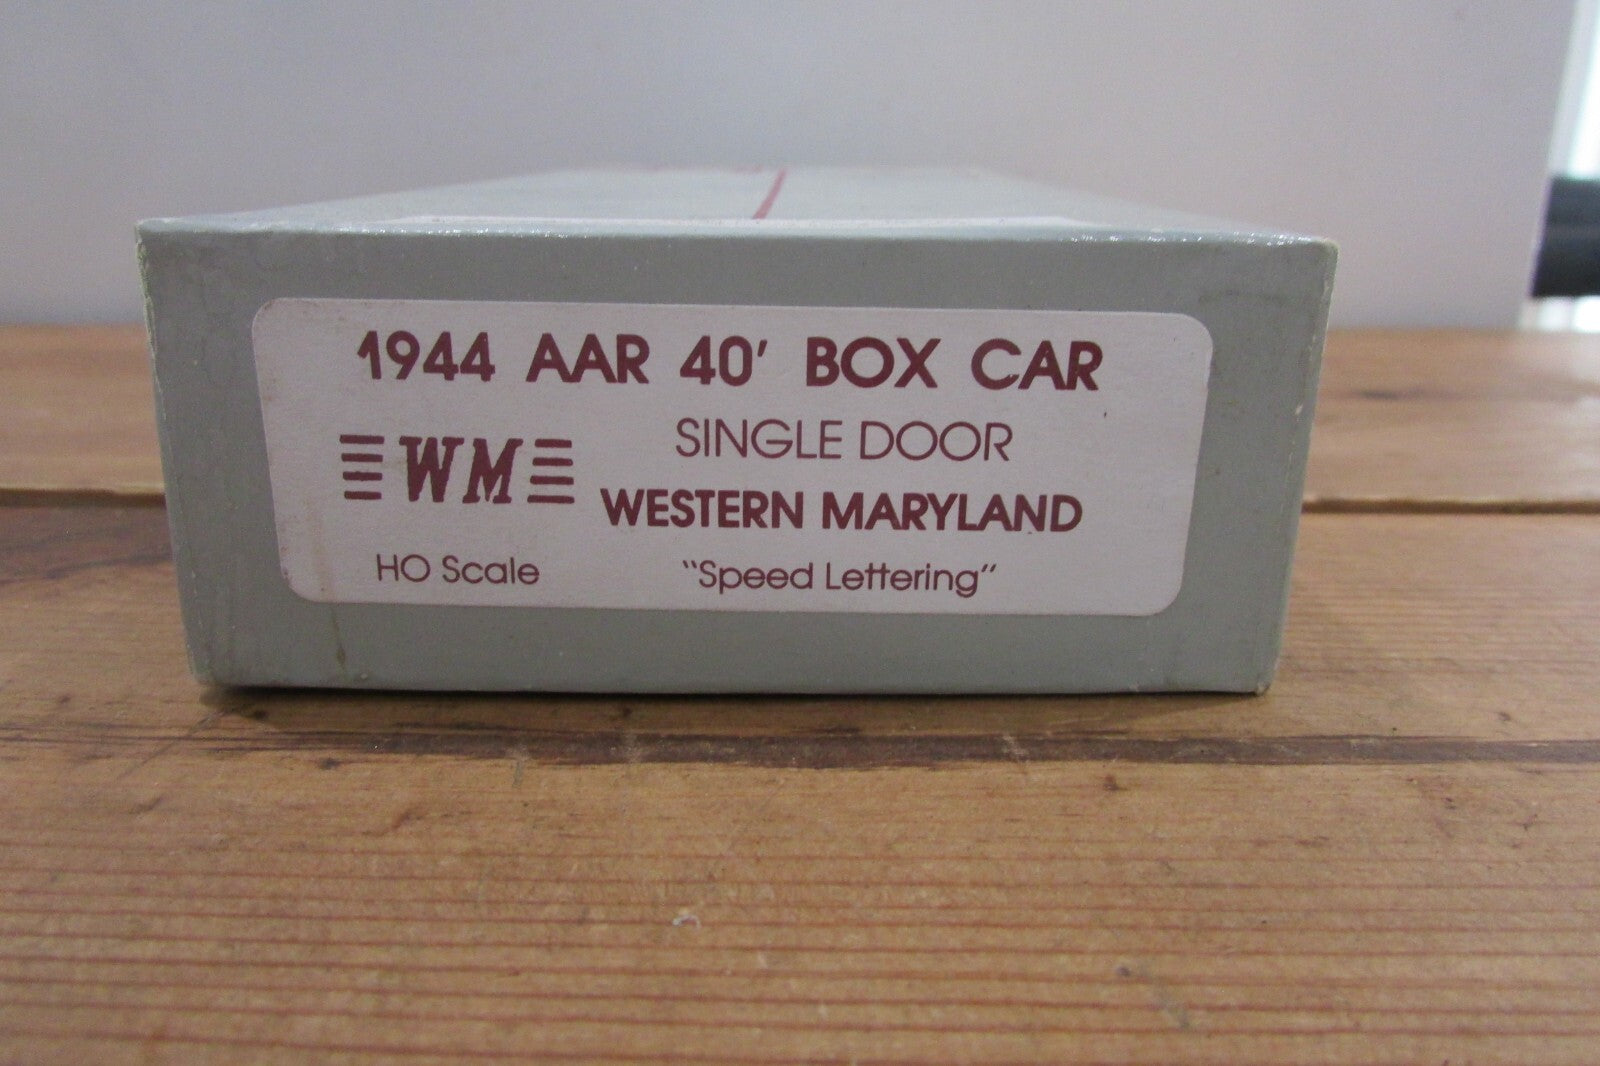 1944 AAR 40' BOX CAR
SINGLE DOOR
WM
WESTERN MARYLAND
HO Scale "Speed Lettering"